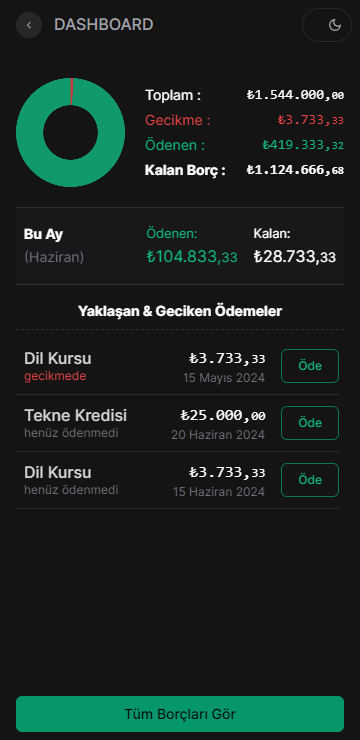 DASHBOARD
Toplam : ₺1.544.000,00
Gecikme : ₺3.733,33
Ödenen : ₺419.333,32
Kalan Borç : ₺1.124.666,68
Bu Ay Ödenen: Kalan:
(Haziran) ₺104.833,33 ₺28.733,33
Yaklaşan & Geciken Ödemeler
Dil Kursu ₺3.733,33 Öde
gecikmede 15 Mayıs 2024
Tekne Kredisi ₺25.000,00 Öde
henüz ödenmedi 20 Haziran 2024
Dil Kursu ₺3.733,33 Öde
henüz ödenmedi 15 Haziran 2024
Tüm Borçları Gör